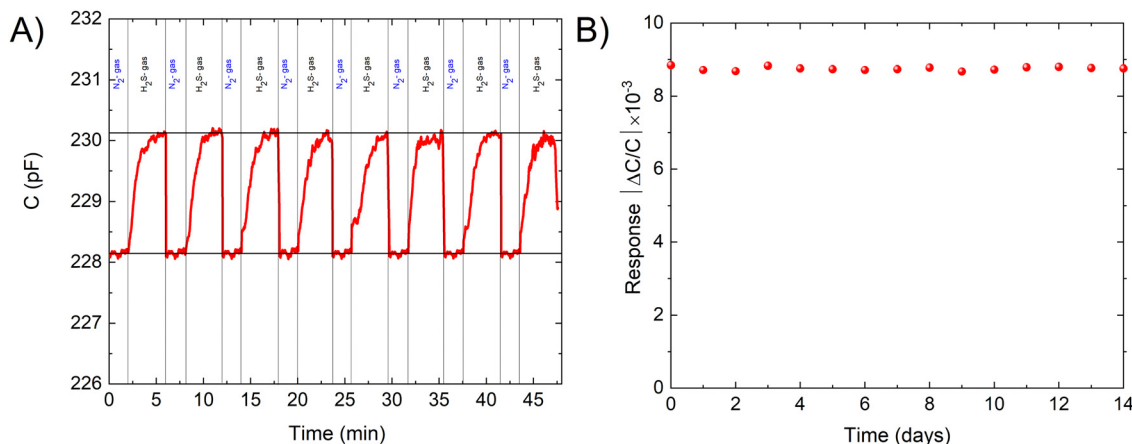 A)
232
231
230
229
228
227
226
C (pF)
N2- gas
H2S- gas
N2- gas
H2S- gas
N2- gas
H2S- gas
N2- gas
H2S- gas
N2- gas
H2S- gas
N2- gas
H2S- gas
N2- gas
H2S- gas
N2- gas
H2S- gas
0 5 10 15 20 25 30 35 40 45
Time (min)
B)
10
8
6
4
2
0
Response |ΔC/C| ×10-3
0 2 4 6 8 10 12 14
Time (days)